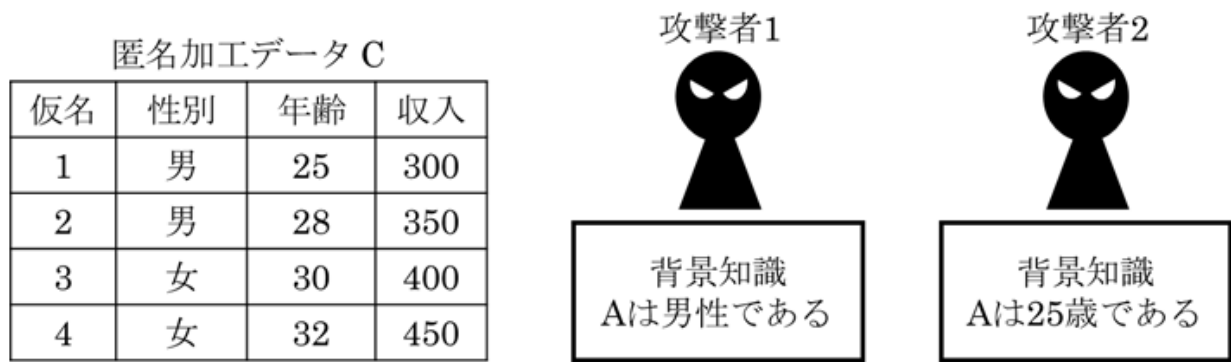 匿名加工データ C
仮名 性別 年齢 収入
1 男 25 300
2 男 28 350
3 女 30 400
4 女 32 450
攻撃者1
背景知識
Aは男性である
攻撃者2
背景知識
Aは25歳である